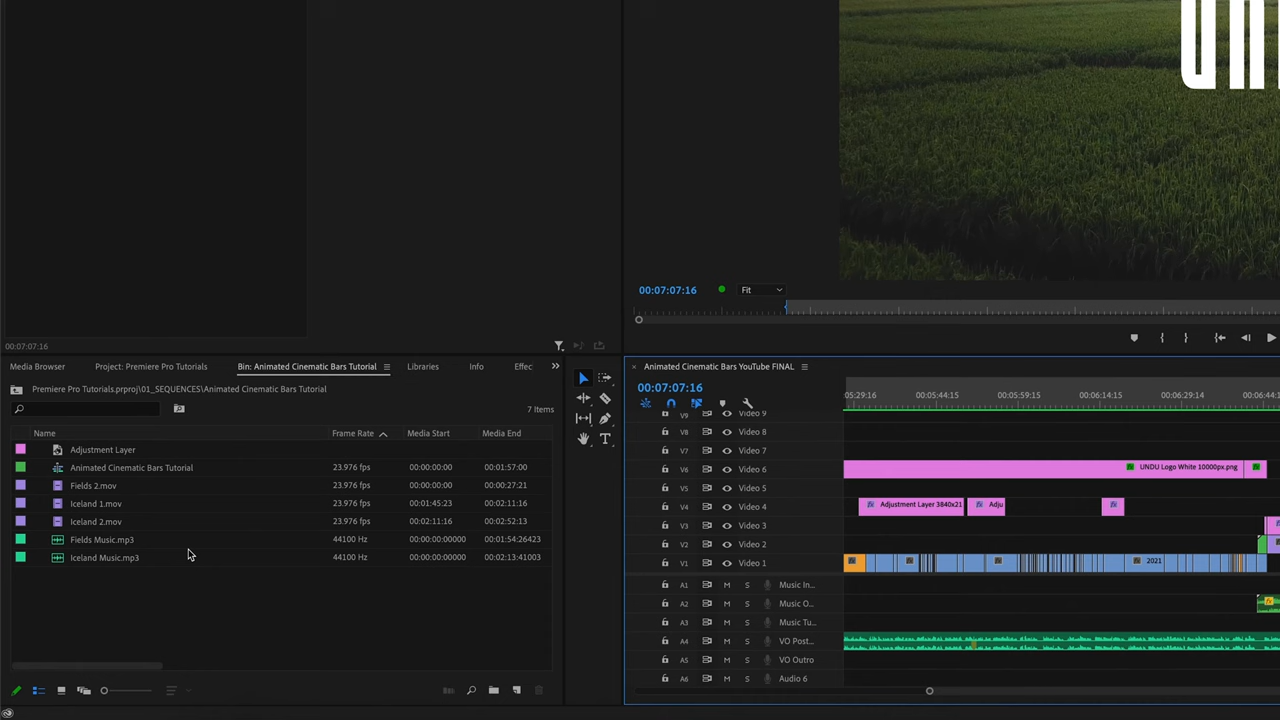 UN
00:07:07:16
Fit
00:07:07:16
Media Browser
Project: Premiere Pro Tutorials
Bin: Animated Cinematic Bars Tutorial
Libraries
Info
Effec
Animated Cinematic Bars YouTube FINAL
Premiere Pro Tutorials.prproj\01_SEQUENCES\Animated Cinematic Bars Tutorial
00:07:07:16
7 Items
:05:29:16 00:05:44:15 00:05:59:15 00:06:14:15 00:06:29:14 00:06:44:1
Name Frame Rate Media Start Media End
Adjustment Layer
Animated Cinematic Bars Tutorial 23.976 fps 00:00:00:00 00:01:57:00
Fields 2.mov 23.976 fps 00:00:00:00 00:00:27:21
Iceland 1.mov 23.976 fps 00:01:45:23 00:02:11:16
Iceland 2.mov 23.976 fps 00:02:11:16 00:02:52:13
Fields Music.mp3 44100 Hz 00:00:00:00000 00:01:54:26423
Iceland Music.mp3 44100 Hz 00:00:00:00000 00:02:13:41003
V9 Video 9
V8 Video 8
V7 Video 7
V6 Video 6 fx UNDU Logo White 10000px.png fx
V5 Video 5
V4 Video 4 fx Adjustment Layer 3840x21 fx Adju fx
V3 Video 3
V2 Video 2
V1 Video 1 fx fx fx fx 2021
A1 M S Music In...
A2 M S Music O... fx
A3 M S Music Tu...
A4 M S VO Post...
A5 M S VO Outro
A6 M S Audio 6